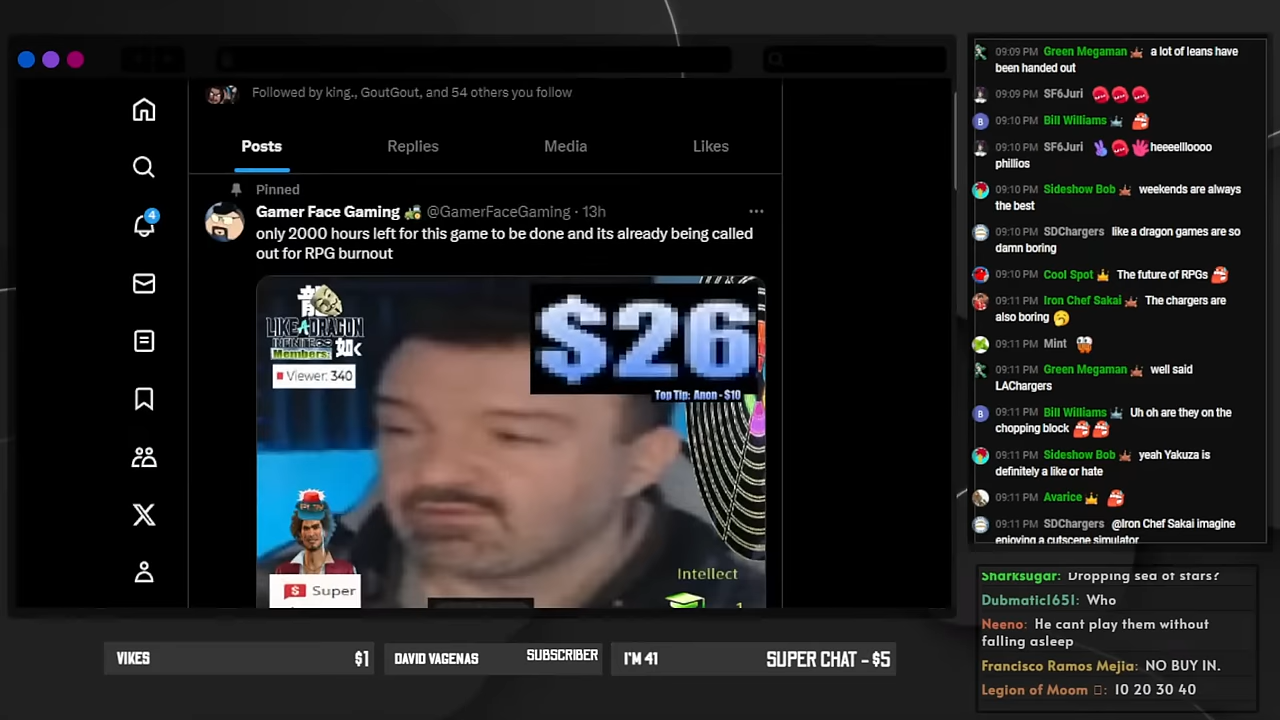 Followed by king., GoutGout, and 54 others you follow
Posts
Replies
Media
Likes
Pinned
Gamer Face Gaming @GamerFaceGaming · 13h
only 2000 hours left for this game to be done and its already being called
out for RPG burnout
龍
LIKE A DRAGON
INFINITE
如く
Members:
Viewer: 340
$26
Top Tip: Anon - $10
Intellect
1
Super
4
09:09 PM Green Megaman a lot of leans have
been handed out
09:09 PM SF6Juri
09:10 PM Bill Williams
09:10 PM SF6Juri heeeellloooo
phillios
09:10 PM Sideshow Bob weekends are always
the best
09:10 PM SDChargers like a dragon games are so
damn boring
09:10 PM Cool Spot The future of RPGs
09:11 PM Iron Chef Sakai The chargers are
also boring
09:11 PM Mint
09:11 PM Green Megaman well said
LAChargers
09:11 PM Bill Williams Uh oh are they on the
chopping block
09:11 PM Sideshow Bob yeah Yakuza is
definitely a like or hate
09:11 PM Avarice
09:11 PM SDChargers @Iron Chef Sakai imagine
enjoying a cutscene simulator
Sharksugar: Dropping sea of stars?
Dubmatic1651: Who
Neeno: He cant play them without
falling asleep
Francisco Ramos Mejia: NO BUY IN.
Legion of Moom : 10 20 30 40
VIKES $1
DAVID VAGENAS SUBSCRIBER
I'M 41 SUPER CHAT - $5